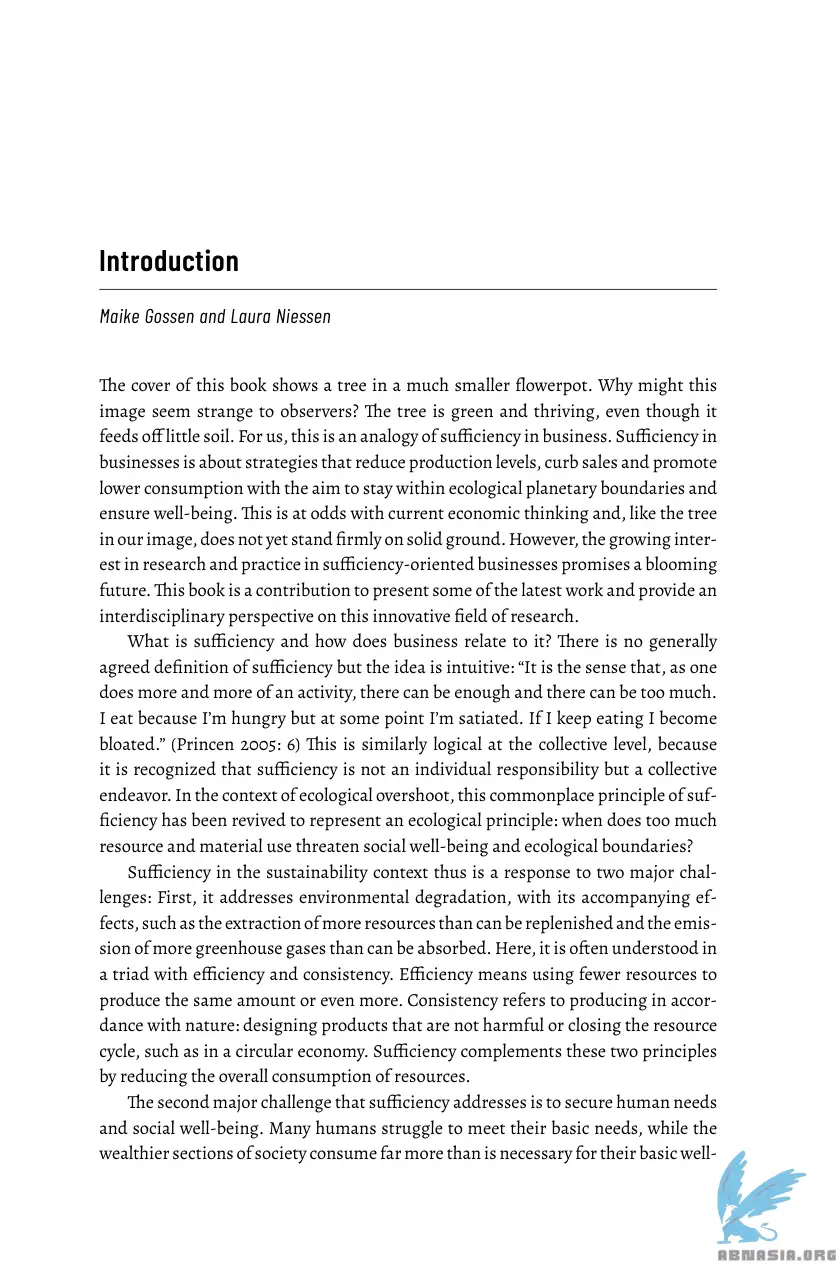 Introduction
Maike Gossen and Laura Niessen
The cover of this book shows a tree in a much smaller flowerpot. Why might this
image seem strange to observers? The tree is green and thriving, even though it
feeds off little soil. For us, this is an analogy of sufficiency in business. Sufficiency in
businesses is about strategies that reduce production levels, curb sales and promote
lower consumption with the aim to stay within ecological planetary boundaries and
ensure well-being. This is at odds with current economic thinking and, like the tree
in our image, does not yet stand firmly on solid ground. However, the growing inter-
est in research and practice in sufficiency-oriented businesses promises a blooming
future. This book is a contribution to present some of the latest work and provide an
interdisciplinary perspective on this innovative field of research.
What is sufficiency and how does business relate to it? There is no generally
agreed definition of sufficiency but the idea is intuitive: “It is the sense that, as one
does more and more of an activity, there can be enough and there can be too much.
I eat because I’m hungry but at some point I’m satiated. If I keep eating I become
bloated.” (Princen 2005: 6) This is similarly logical at the collective level, because
it is recognized that sufficiency is not an individual responsibility but a collective
endeavor. In the context of ecological overshoot, this commonplace principle of suf-
ficiency has been revived to represent an ecological principle: when does too much
resource and material use threaten social well-being and ecological boundaries?
Sufficiency in the sustainability context thus is a response to two major chal-
lenges: First, it addresses environmental degradation, with its accompanying ef-
fects, such as the extraction of more resources than can be replenished and the emis-
sion of more greenhouse gases than can be absorbed. Here, it is often understood in
a triad with efficiency and consistency. Efficiency means using fewer resources to
produce the same amount or even more. Consistency refers to producing in accor-
dance with nature: designing products that are not harmful or closing the resource
cycle, such as in a circular economy. Sufficiency complements these two principles
by reducing the overall consumption of resources.
The second major challenge that sufficiency addresses is to secure human needs
and social well-being. Many humans struggle to meet their basic needs, while the
wealthier sections of society consume far more than is necessary for their basic well-
ABNASIA.ORG